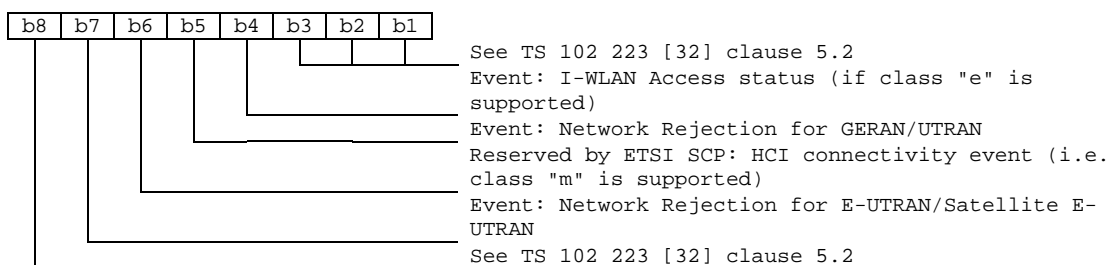 b8 b7 b6 b5 b4 b3 b2 b1
See TS 102 223 [32] clause 5.2
Event: I-WLAN Access status (if class "e" is
supported)
Event: Network Rejection for GERAN/UTRAN
Reserved by ETSI SCP: HCI connectivity event (i.e.
class "m" is supported)
Event: Network Rejection for E-UTRAN/Satellite E-
UTRAN
See TS 102 223 [32] clause 5.2